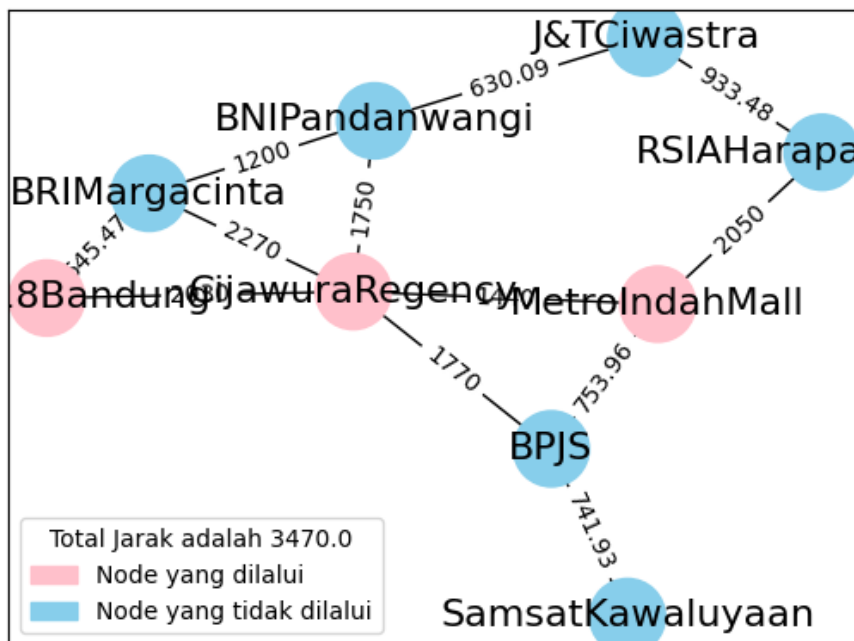 J&TCiwastra
630.09
933.48
BNIPandanwangi
RSIAHarapa
1200
BRIMargacinta
1750
2050
2270
.8Bandung
CijawuraRegency
MetroIndahMall
1770
753.96
BPJS
741.93
SamsatKawaluyaan
Total Jarak adalah 3470.0
Node yang dilalui
Node yang tidak dilalui